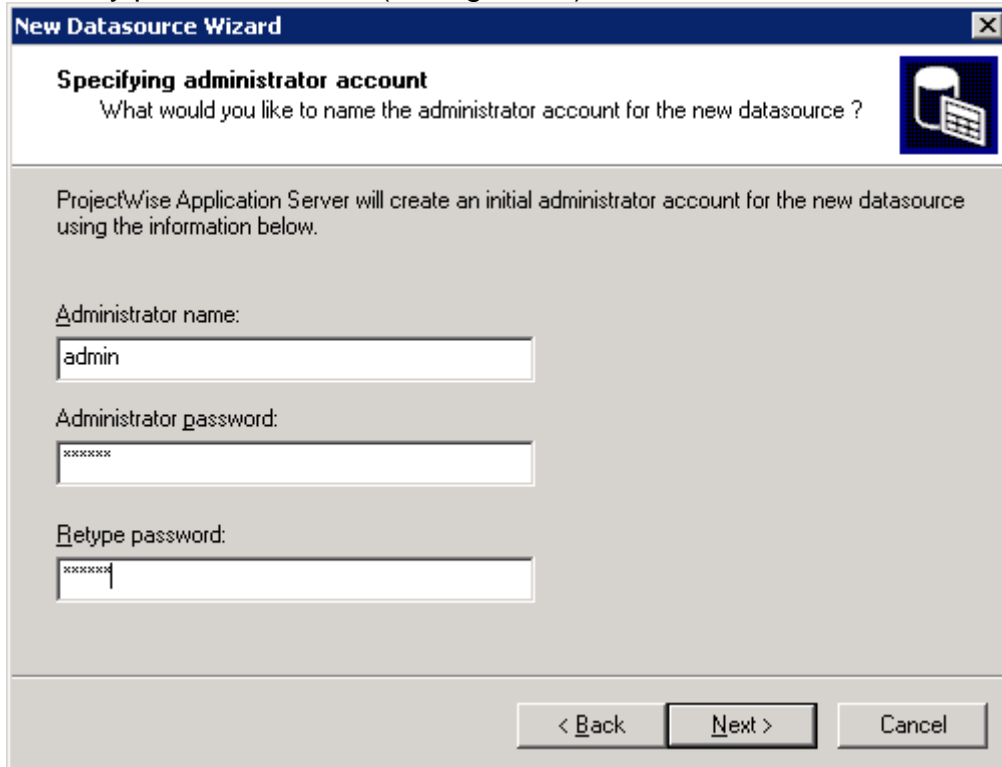 New Datasource Wizard
Specifying administrator account
What would you like to name the administrator account for the new datasource ?
ProjectWise Application Server will create an initial administrator account for the new datasource
using the information below.
Administrator name:
admin
Administrator password:
××××××
Retype password:
××××××
< Back
Next >
Cancel